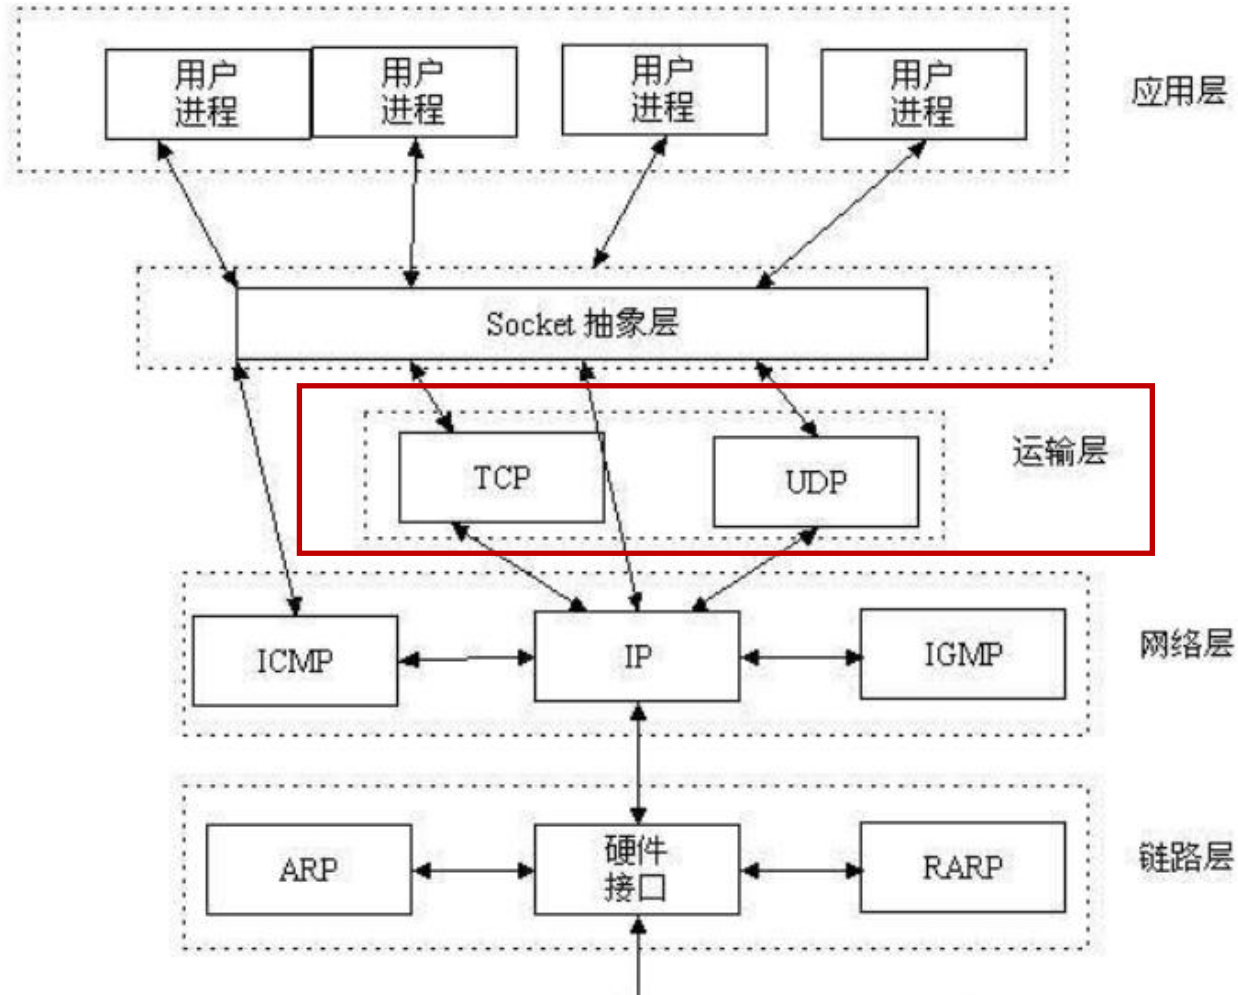 用户
进程
用户
进程
用户
进程
用户
进程
应用层
Socket 抽象层
TCP
UDP
运输层
ICMP
IP
IGMP
网络层
ARP
硬件
接口
RARP
链路层